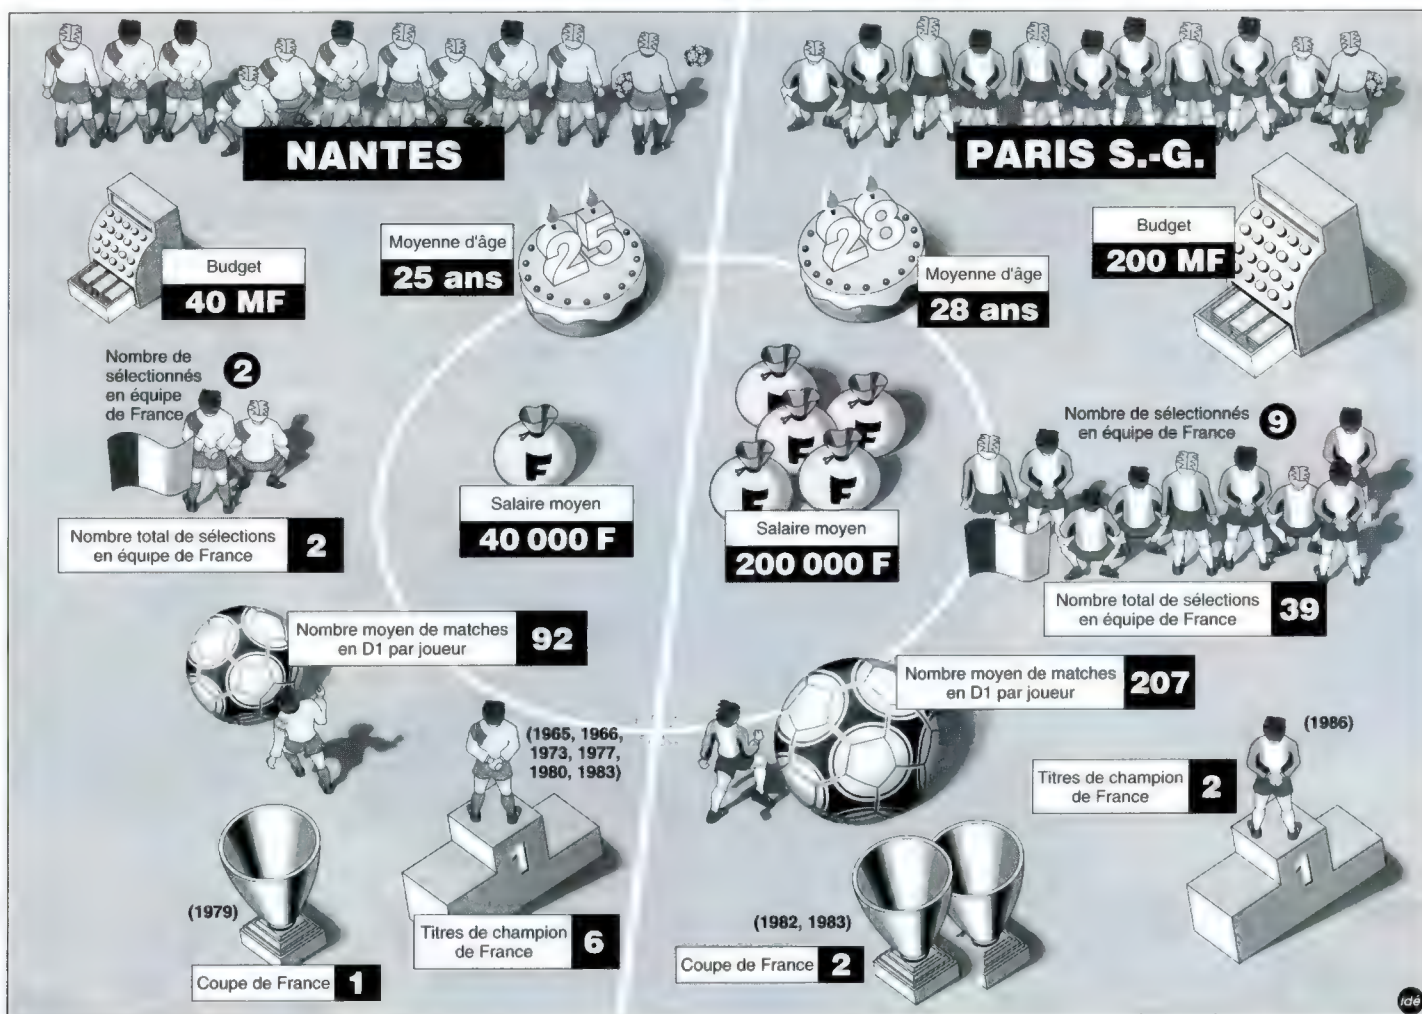 NANTES
Budget
40 MF
25
Moyenne d'âge
25 ans
Nombre de
sélectionnés
en équipe
de France
2
Nombre total de sélections
en équipe de France
2
F
Salaire moyen
40 000 F
Nombre moyen de matches
en D1 par joueur
92
(1965, 1966,
1973, 1977,
1980, 1983)
1
Titres de champion
de France
6
(1979)
Coupe de France
1
PARIS S.-G.
28
Moyenne d'âge
28 ans
Budget
200 MF
F
F
F
F
F
Salaire moyen
200 000 F
Nombre de sélectionnés
en équipe de France
9
Nombre total de sélections
en équipe de France
39
Nombre moyen de matches
en D1 par joueur
207
(1986)
Titres de champion
de France
2
1
(1982, 1983)
Coupe de France
2
idé